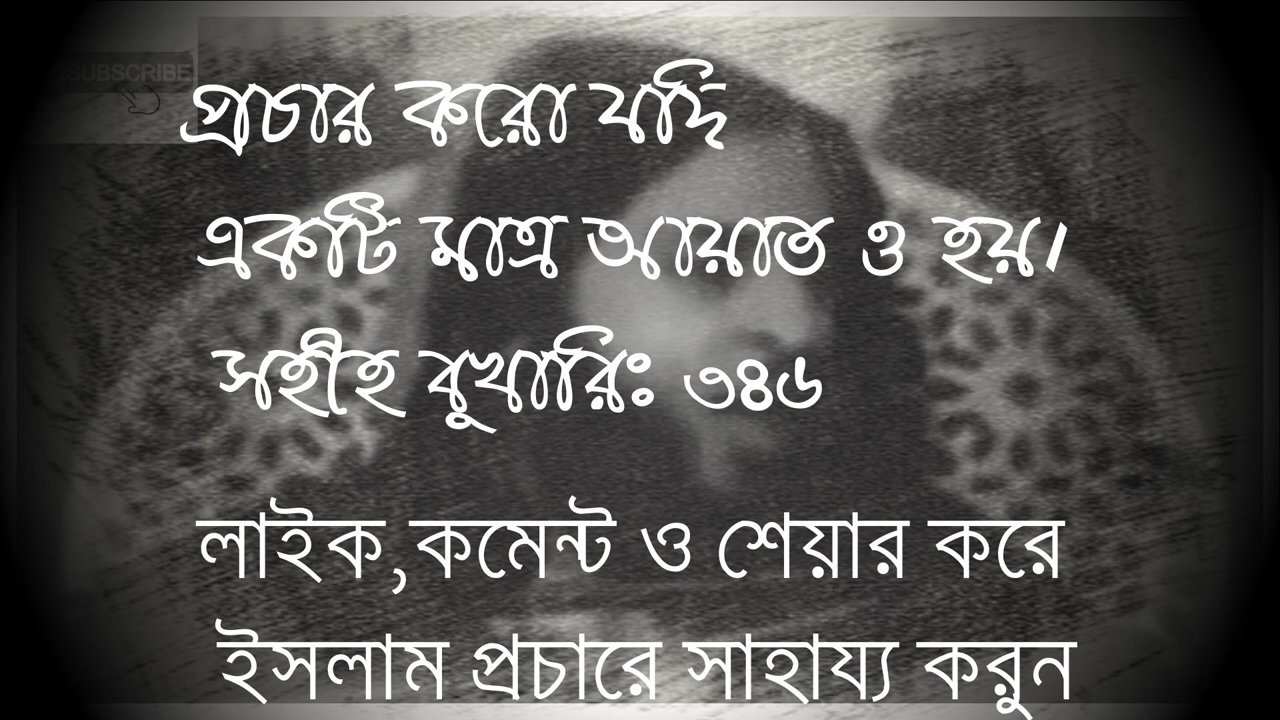 SUBSCRIBE
প্রচার করো যদি
একটি মাত্র আয়াত ও হয়।
সহীহ বুখারিঃ ৩৪৬
লাইক,কমেন্ট ও শেয়ার করে
ইসলাম প্রচারে সাহায্য করুন